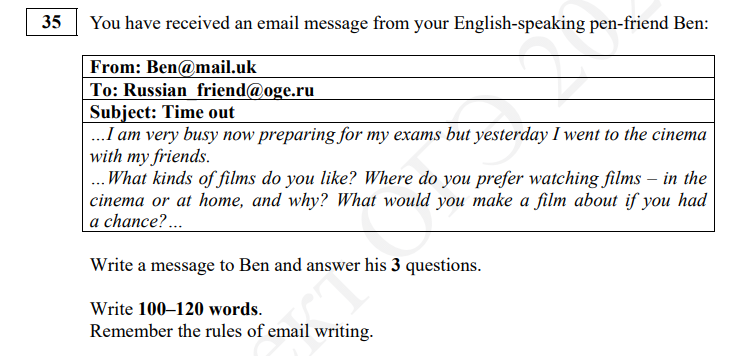 35 You have received an email message from your English-speaking pen-friend Ben:
From: Ben@mail.uk
To: Russian_friend@oge.ru
Subject: Time out
…I am very busy now preparing for my exams but yesterday I went to the cinema
with my friends.
…What kinds of films do you like? Where do you prefer watching films – in the
cinema or at home, and why? What would you make a film about if you had
a chance?…
Write a message to Ben and answer his 3 questions.
Write 100–120 words.
Remember the rules of email writing.
ект ОГЭ 202